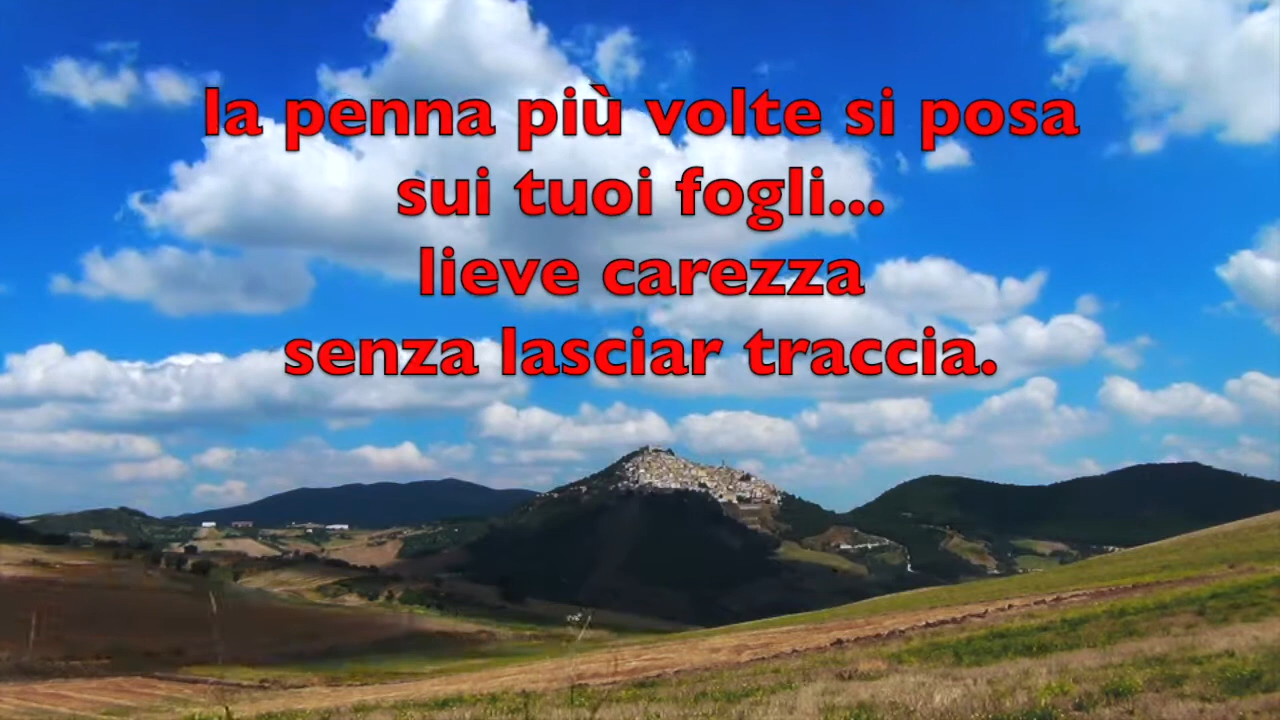 la penna più volte si posa
sui tuoi fogli...
lieve carezza
senza lasciar traccia.